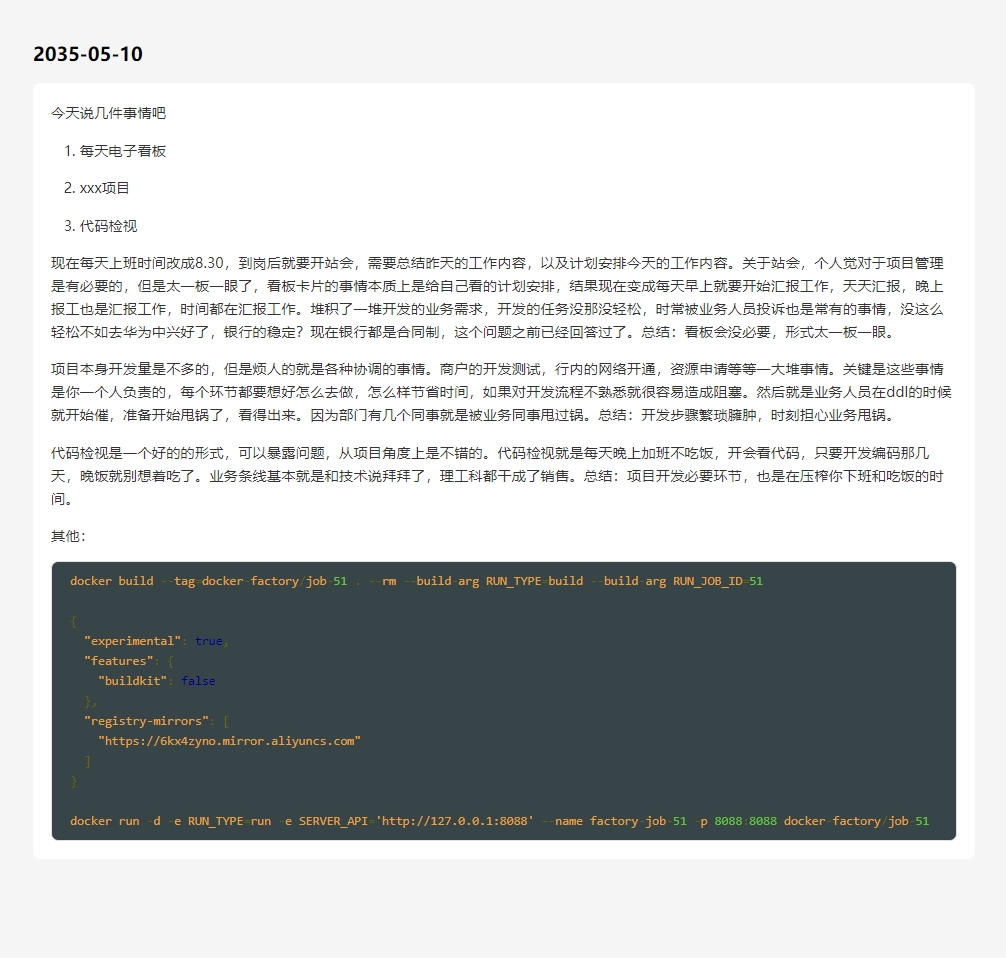 2035-05-10
今天说几件事情吧
1. 每天电子看板
2. xxx项目
3. 代码检视
现在每天上班时间改成8.30，到岗后就要开站会，需要总结昨天的工作内容，以及计划安排今天的工作内容。关于站会，个人觉对于项目管理
是有必要的，但是太一板一眼了，看板卡片的事情本质上是给自己看的计划安排，结果现在变成每天早上就要开始汇报工作，天天汇报，晚上
报工也是汇报工作，时间都在汇报工作。堆积了一堆开发的业务需求，开发的任务没那没轻松，时常被业务人员投诉也是常有的事情，没这么
轻松不如去华为中兴好了，银行的稳定？现在银行都是合同制，这个问题之前已经回答过了。总结：看板会没必要，形式太一板一眼。
项目本身开发量是不多的，但是烦人的就是各种协调的事情。商户的开发测试，行内的网络开通，资源申请等等一大堆事情。关键是这些事情
是你一个人负责的，每个环节都要想好怎么去做，怎么样节省时间，如果对开发流程不熟悉就很容易造成阻塞。然后就是业务人员在ddl的时候
就开始催，准备开始甩锅了，看得出来。因为部门有几个同事就是被业务同事甩过锅。总结：开发步骤繁琐臃肿，时刻担心业务甩锅。
代码检视是一个好的的形式，可以暴露问题，从项目角度上是不错的。代码检视就是每天晚上加班不吃饭，开会看代码，只要开发编码那几
天，晚饭就别想着吃了。业务条线基本就是和技术说拜拜了，理工科都干成了销售。总结：项目开发必要环节，也是在压榨你下班和吃饭的时
间。
其他：
docker build --tag=docker-factory/job-51 . --rm --build-arg RUN_TYPE=build --build-arg RUN_JOB_ID=51
{
"experimental": true,
"features": {
"buildkit": false
},
"registry-mirrors": [
"https://6kx4zyno.mirror.aliyuncs.com"
]
}
docker run -d -e RUN_TYPE=run -e SERVER_API='http://127.0.0.1:8088' --name factory-job-51 -p 8088:8088 docker-factory/job-51